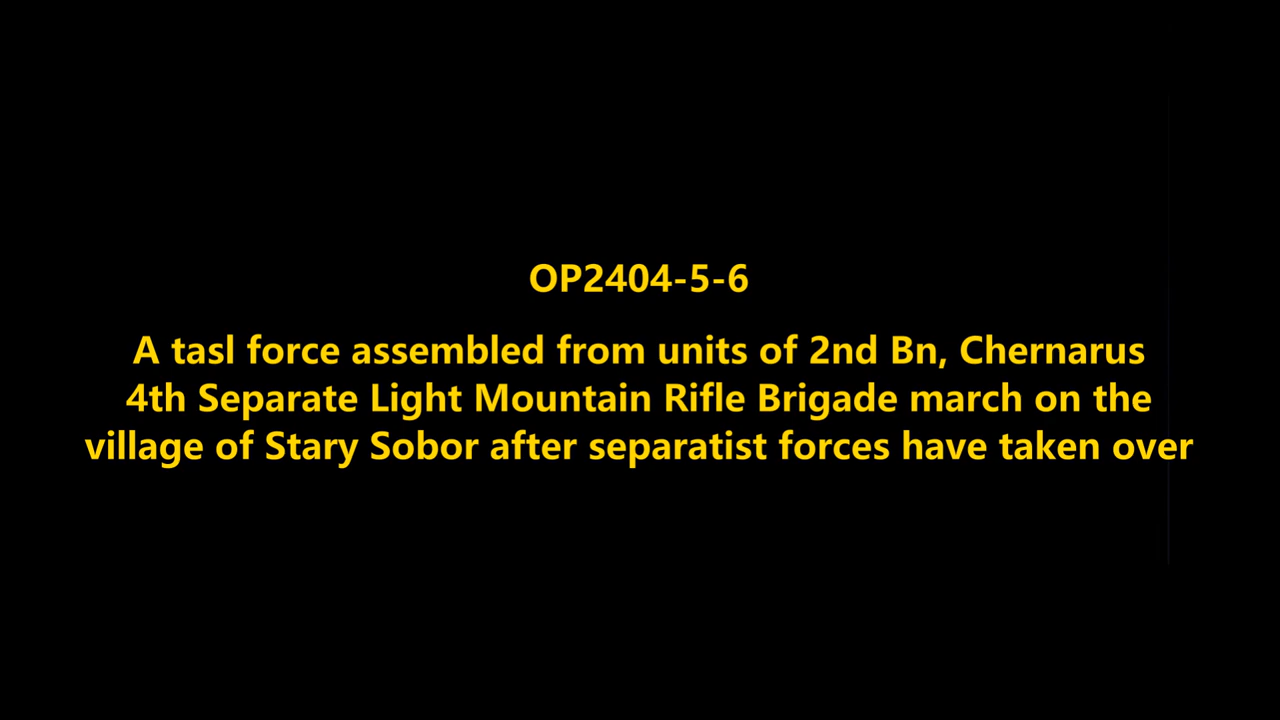 OP2404-5-6
A tasl force assembled from units of 2nd Bn, Chernarus
4th Separate Light Mountain Rifle Brigade march on the
village of Stary Sobor after separatist forces have taken over